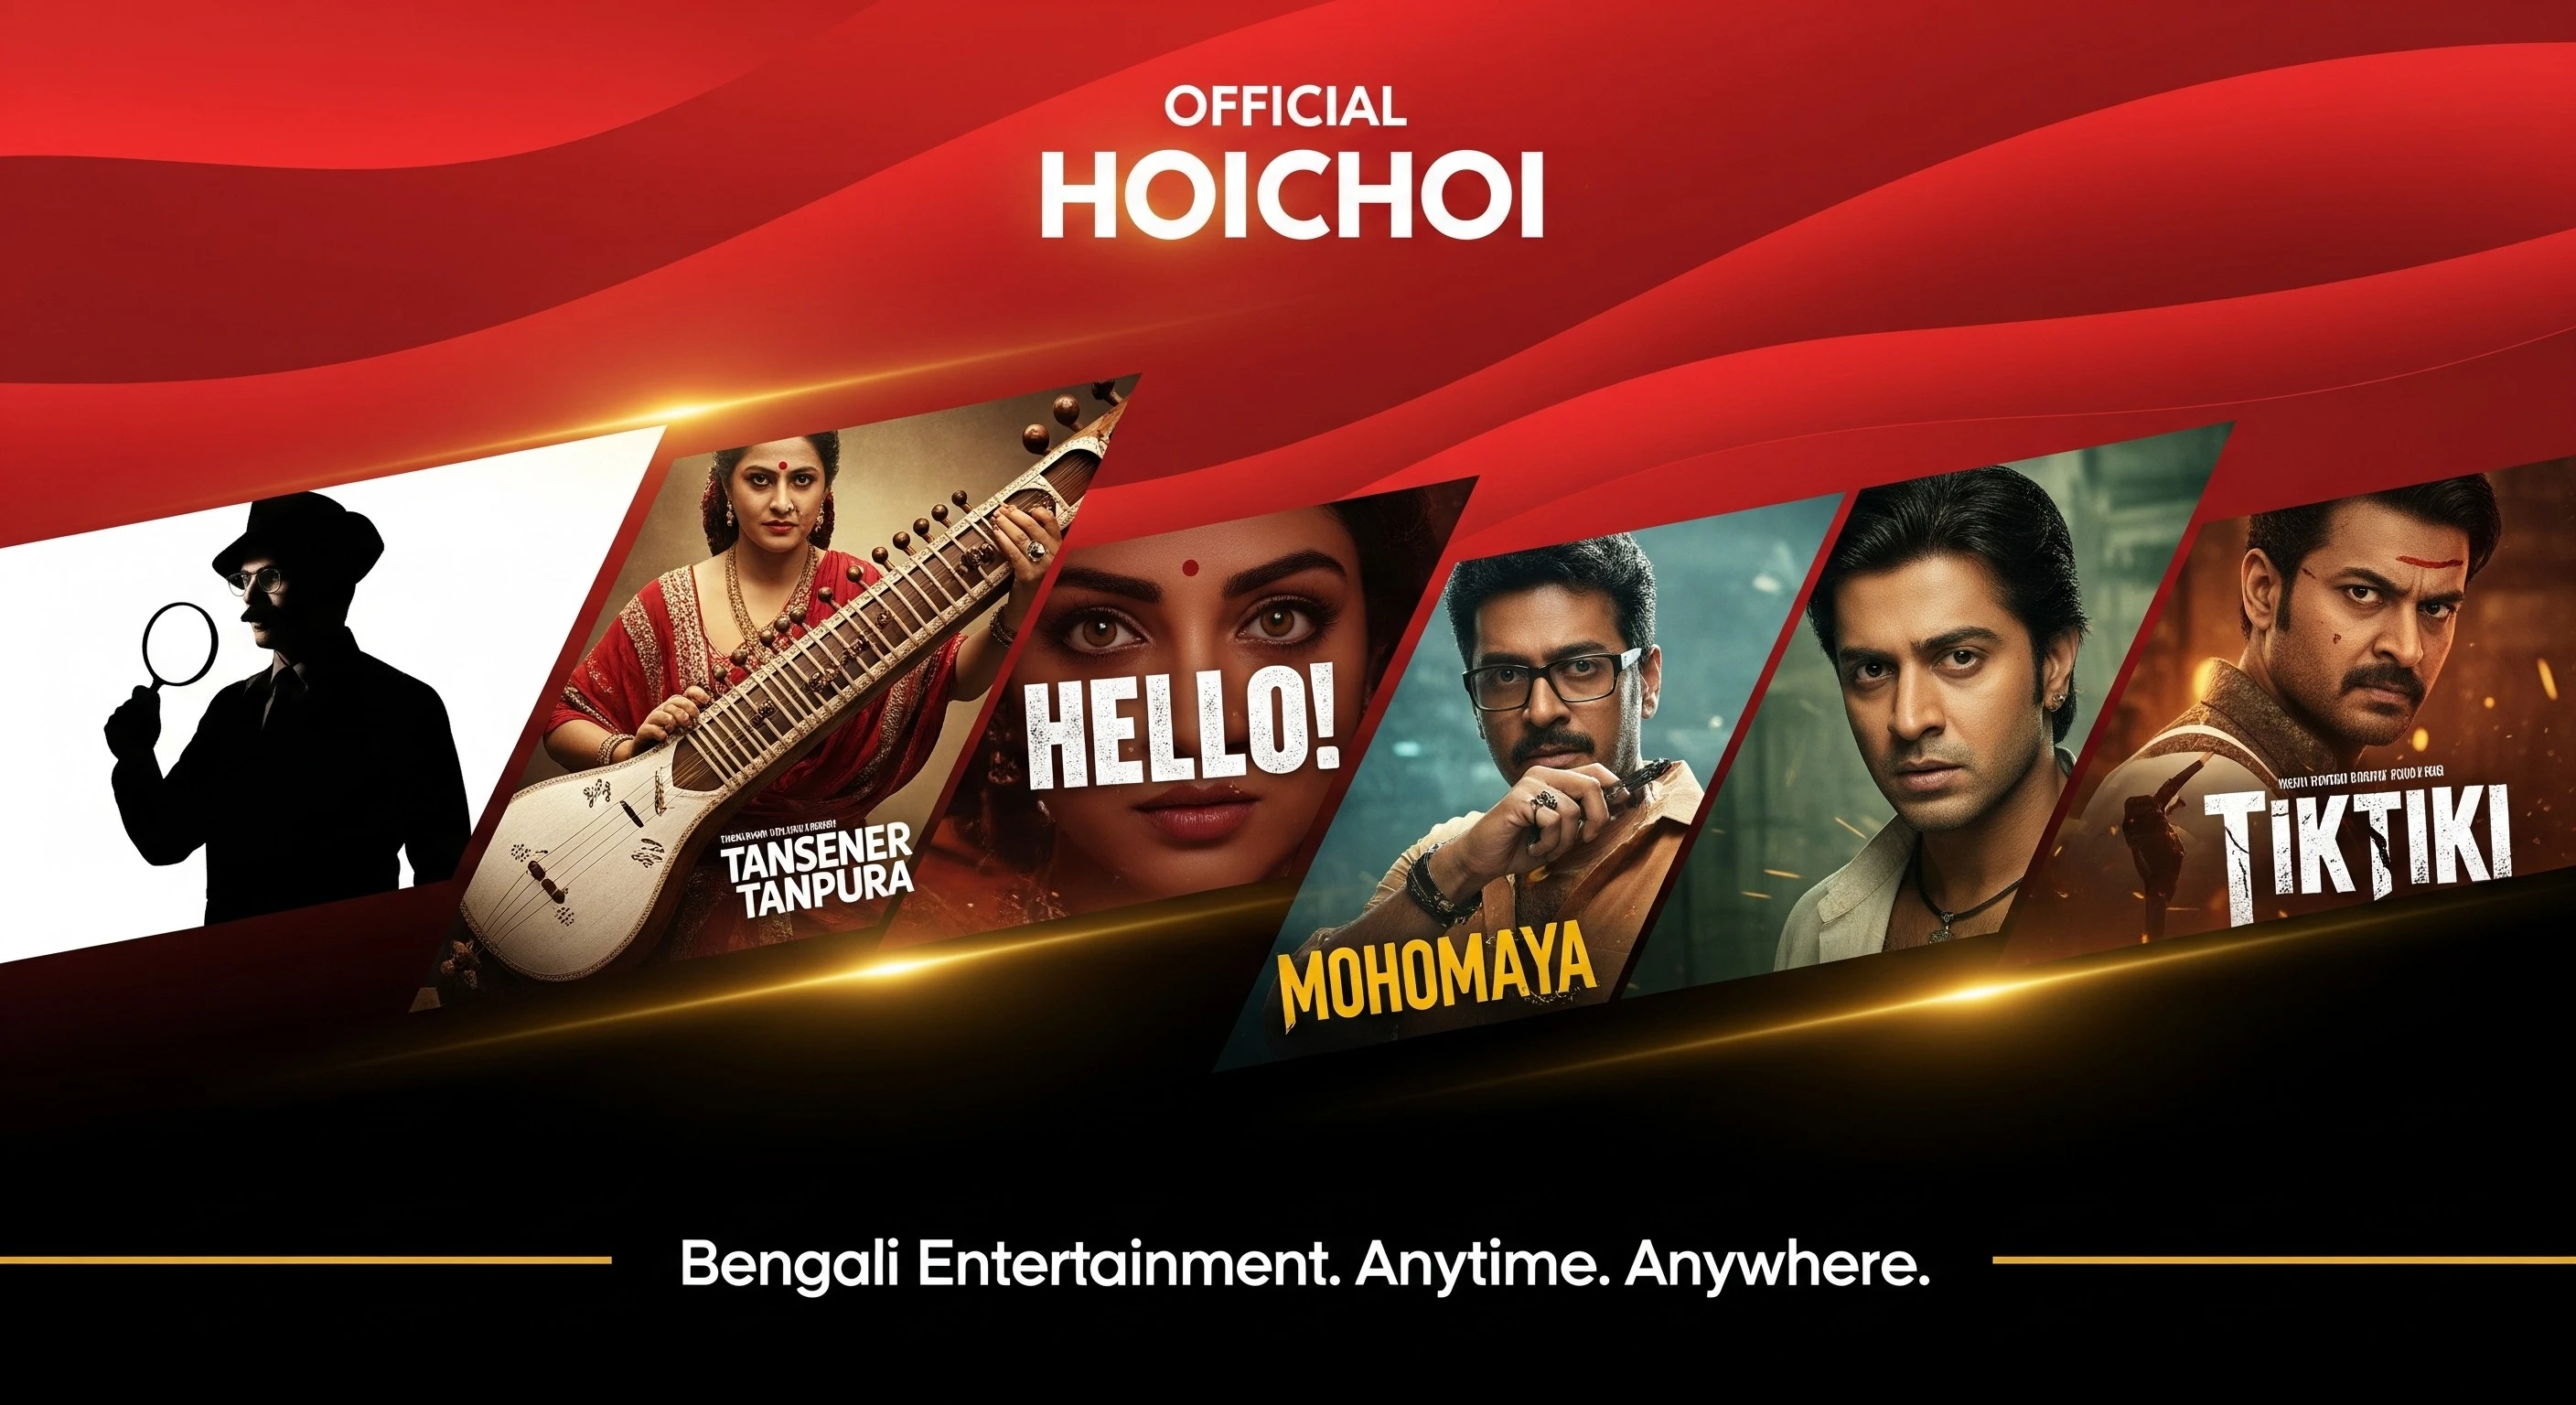 OFFICIAL
HOICHOI
TANSENER
TANPURA
HELLO!
MOHOMAYA
TIKTIKI
Bengali Entertainment. Anytime. Anywhere.